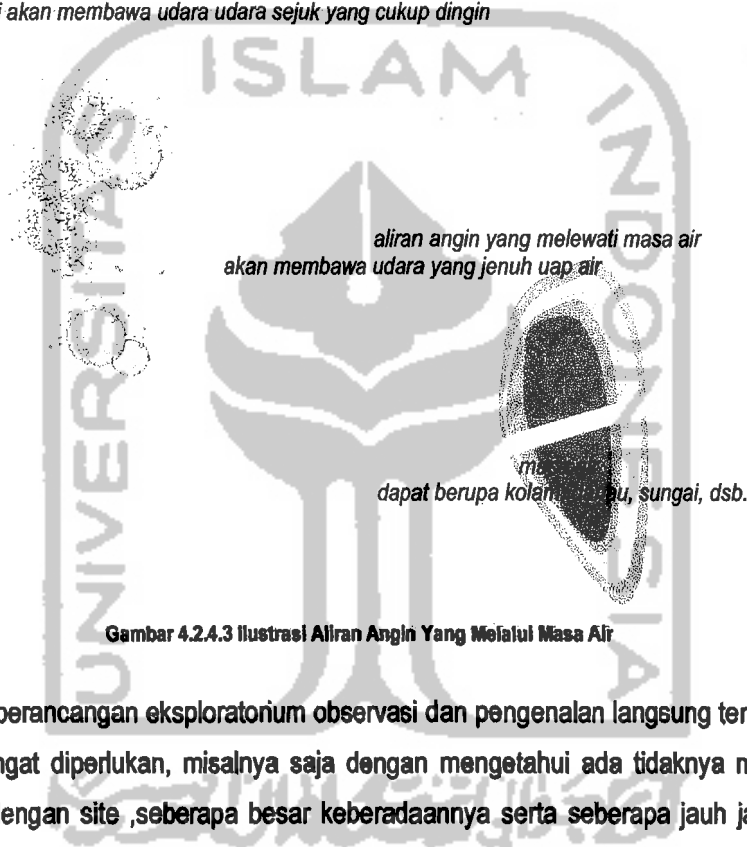 i akan membawa udara udara sejuk yang cukup dingin
ISLAM
UNIVERSITAS
INDONESIA
aliran angin yang melewati masa air
akan membawa udara yang jenuh uap air
dapat berupa kolam, sungai, dsb.
Gambar 4.2.4.3 Ilustrasi Aliran Angin Yang Melalui Masa Air
perancangan eksploratorium observasi dan pengenalan langsung
ngat diperlukan, misalnya saja dengan mengetahui ada tidaknya
dengan site ,seberapa besar keberadaannya serta seberapa jauh